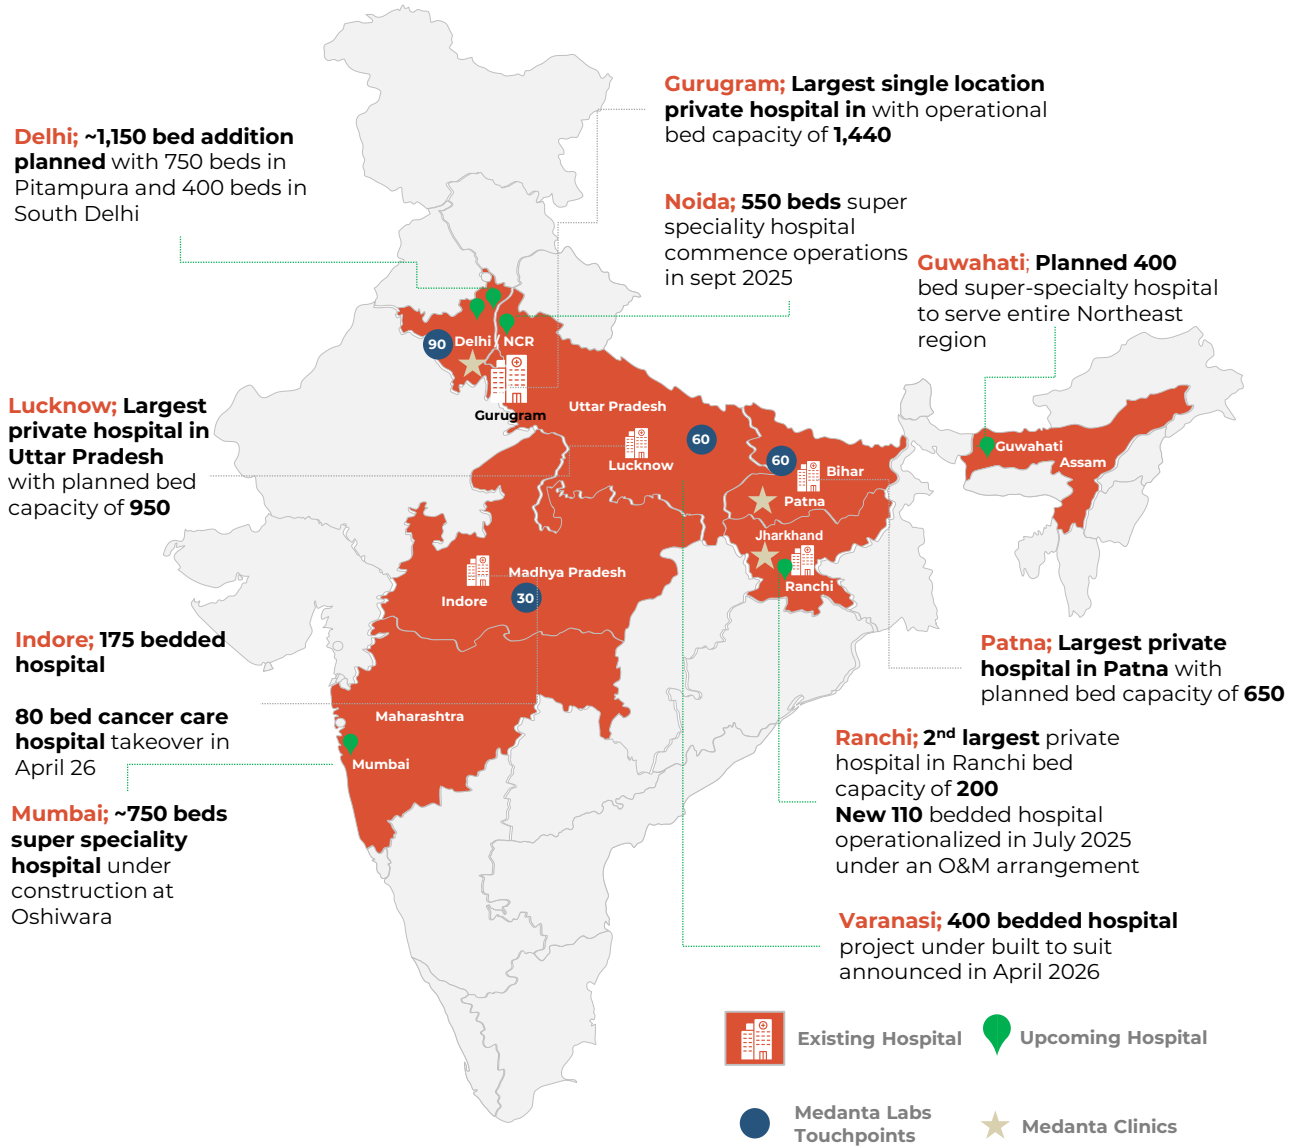 Gurugram; Largest single location
private hospital in with operational
bed capacity of 1,440
Delhi; ~1,150 bed addition
planned with 750 beds in
Pitampura and 400 beds in
South Delhi
Noida; 550 beds super
speciality hospital
commence operations
in sept 2025
Guwahati; Planned 400
bed super-specialty hospital
to serve entire Northeast
region
90
Delhi NCR
Gurugram
Lucknow; Largest
private hospital in
Uttar Pradesh
with planned bed
capacity of 950
Uttar Pradesh
60
Lucknow
60
Bihar
Patna
Guwahati
Assam
Jharkhand
Ranchi
Madhya Pradesh
Indore
30
Indore; 175 bedded
hospital
80 bed cancer care
hospital takeover in
April 26
Maharashtra
Mumbai
Mumbai; ~750 beds
super speciality
hospital under
construction at
Oshiwara
Patna; Largest private
hospital in Patna with
planned bed capacity of 650
Ranchi; 2nd largest private
hospital in Ranchi bed
capacity of 200
New 110 bedded hospital
operationalized in July 2025
under an O&M arrangement
Varanasi; 400 bedded hospital
project under built to suit
announced in April 2026
Existing Hospital
Upcoming Hospital
Medanta Labs
Touchpoints
Medanta Clinics